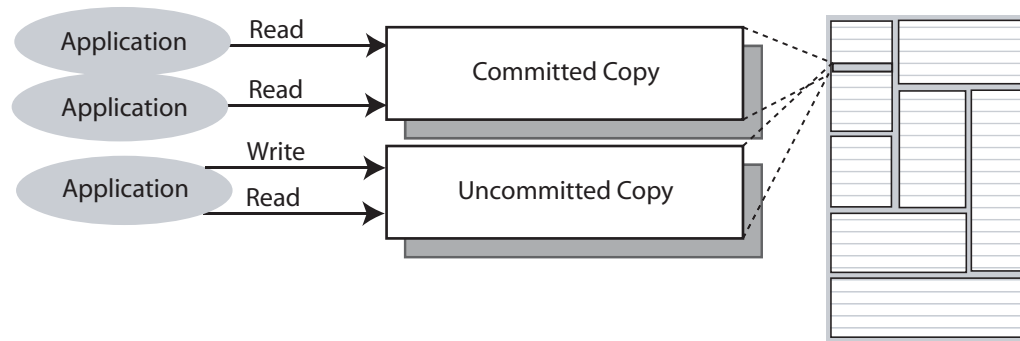 Application
Read
Committed Copy
Application
Read
Application
Write
Read
Uncommitted Copy